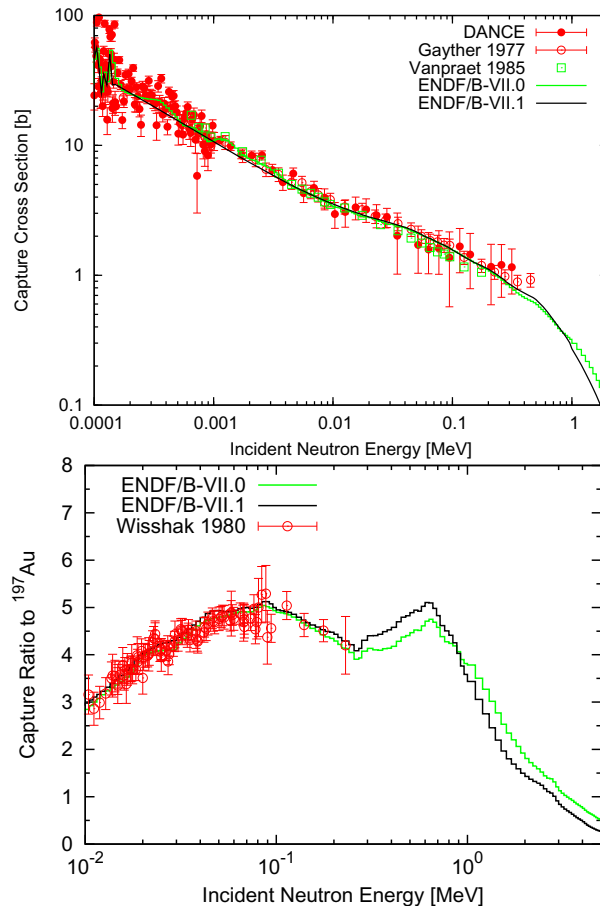 100
10
1
0.1
0.0001
0.001
0.01
0.1
1
Capture Cross Section [b]
Incident Neutron Energy [MeV]
DANCE
Gayther 1977
Vanpraet 1985
ENDF/B-VII.0
ENDF/B-VII.1
8
7
6
5
4
3
2
1
0
10⁻²
10⁻¹
10⁰
Capture Ratio to ¹⁹⁷Au
Incident Neutron Energy [MeV]
ENDF/B-VII.0
ENDF/B-VII.1
Wisshak 1980